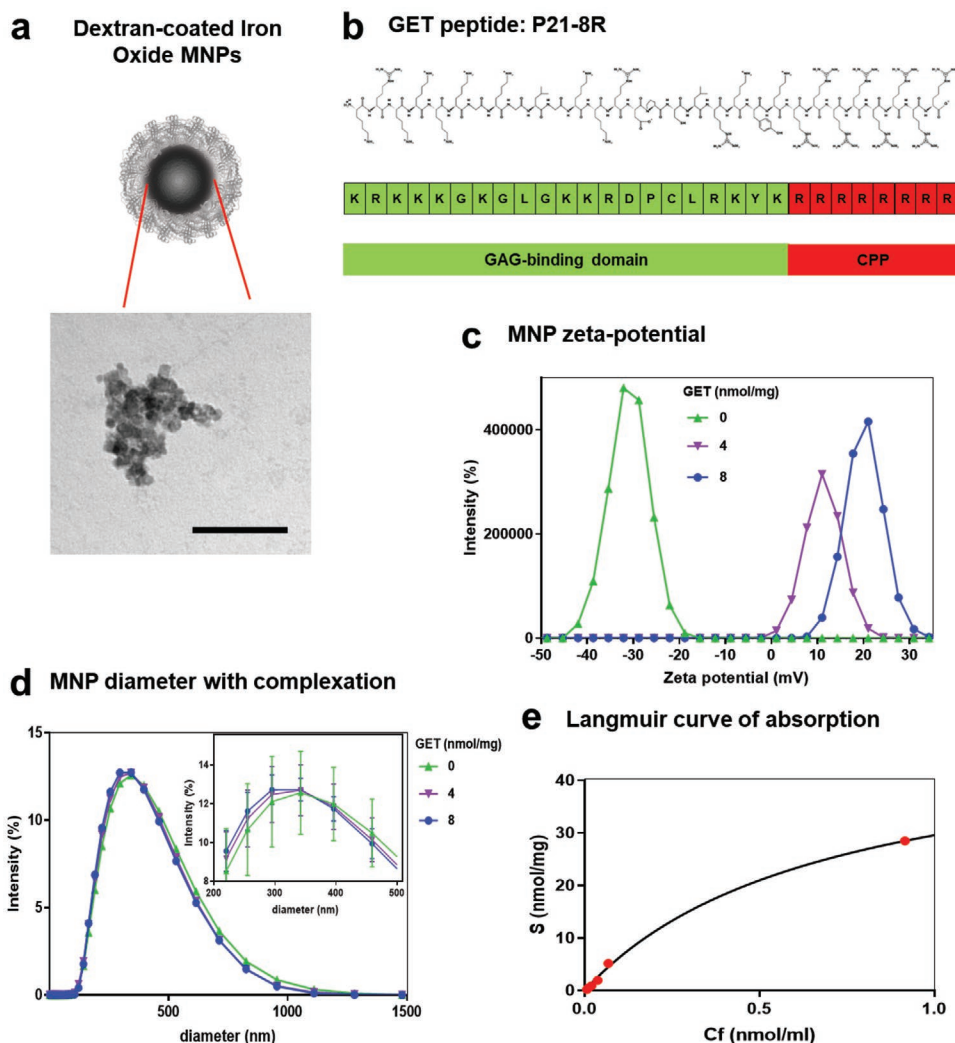 a
Dextran-coated Iron
Oxide MNPs
b GET peptide: P21-8R
K R K K K G K G L G K K R D P C L R K Y K R R R R R R R R
GAG-binding domain CPP
c MNP zeta-potential
GET (nmol/mg)
0
4
8
Intensity (%)
400000
200000
0
-50 -40 -30 -20 -10 0 10 20 30
Zeta potential (mV)
d MNP diameter with complexation
GET (nmol/mg)
0
4
8
Intensity (%)
15
10
5
0
0 500 1000 1500
diameter (nm)
Intensity (%)
14
12
10
8
200 300 400 500
diameter (nm)
e Langmuir curve of absorption
S (nmol/mg)
40
30
20
10
0
0.0 0.5 1.0
Cf (nmol/ml)